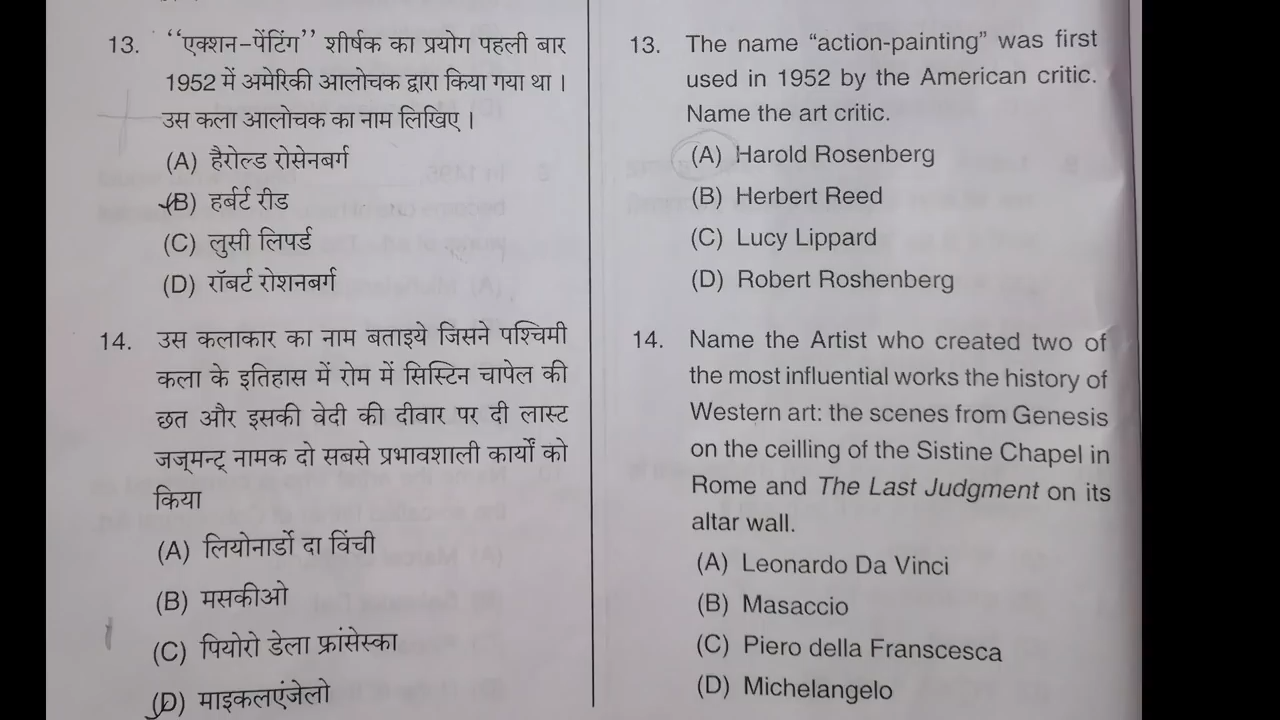 13. “एक्शन-पेंटिंग” शीर्षक का प्रयोग पहली बार
1952 में अमेरिकी आलोचक द्वारा किया गया था ।
उस कला आलोचक का नाम लिखिए ।
(A) हैरोल्ड रोसेनबर्ग
(B) हर्बर्ट रीड
(C) लुसी लिपर्ड
(D) रॉबर्ट रोशनबर्ग
14. उस कलाकार का नाम बताइये जिसने पश्चिमी
कला के इतिहास में रोम में सिस्टिन चापेल की
छत और इसकी वेदी की दीवार पर दी लास्ट
जज्मन्ट् नामक दो सबसे प्रभावशाली कार्यों को
किया
(A) लियोनार्डो दा विंची
(B) मसकीओ
(C) पियोरो डेला फ्रांसेस्का
(D) माइकलएंजेलो
13. The name “action-painting” was first
used in 1952 by the American critic.
Name the art critic.
(A) Harold Rosenberg
(B) Herbert Reed
(C) Lucy Lippard
(D) Robert Roshenberg
14. Name the Artist who created two of
the most influential works the history of
Western art: the scenes from Genesis
on the ceilling of the Sistine Chapel in
Rome and The Last Judgment on its
altar wall.
(A) Leonardo Da Vinci
(B) Masaccio
(C) Piero della Franscesca
(D) Michelangelo